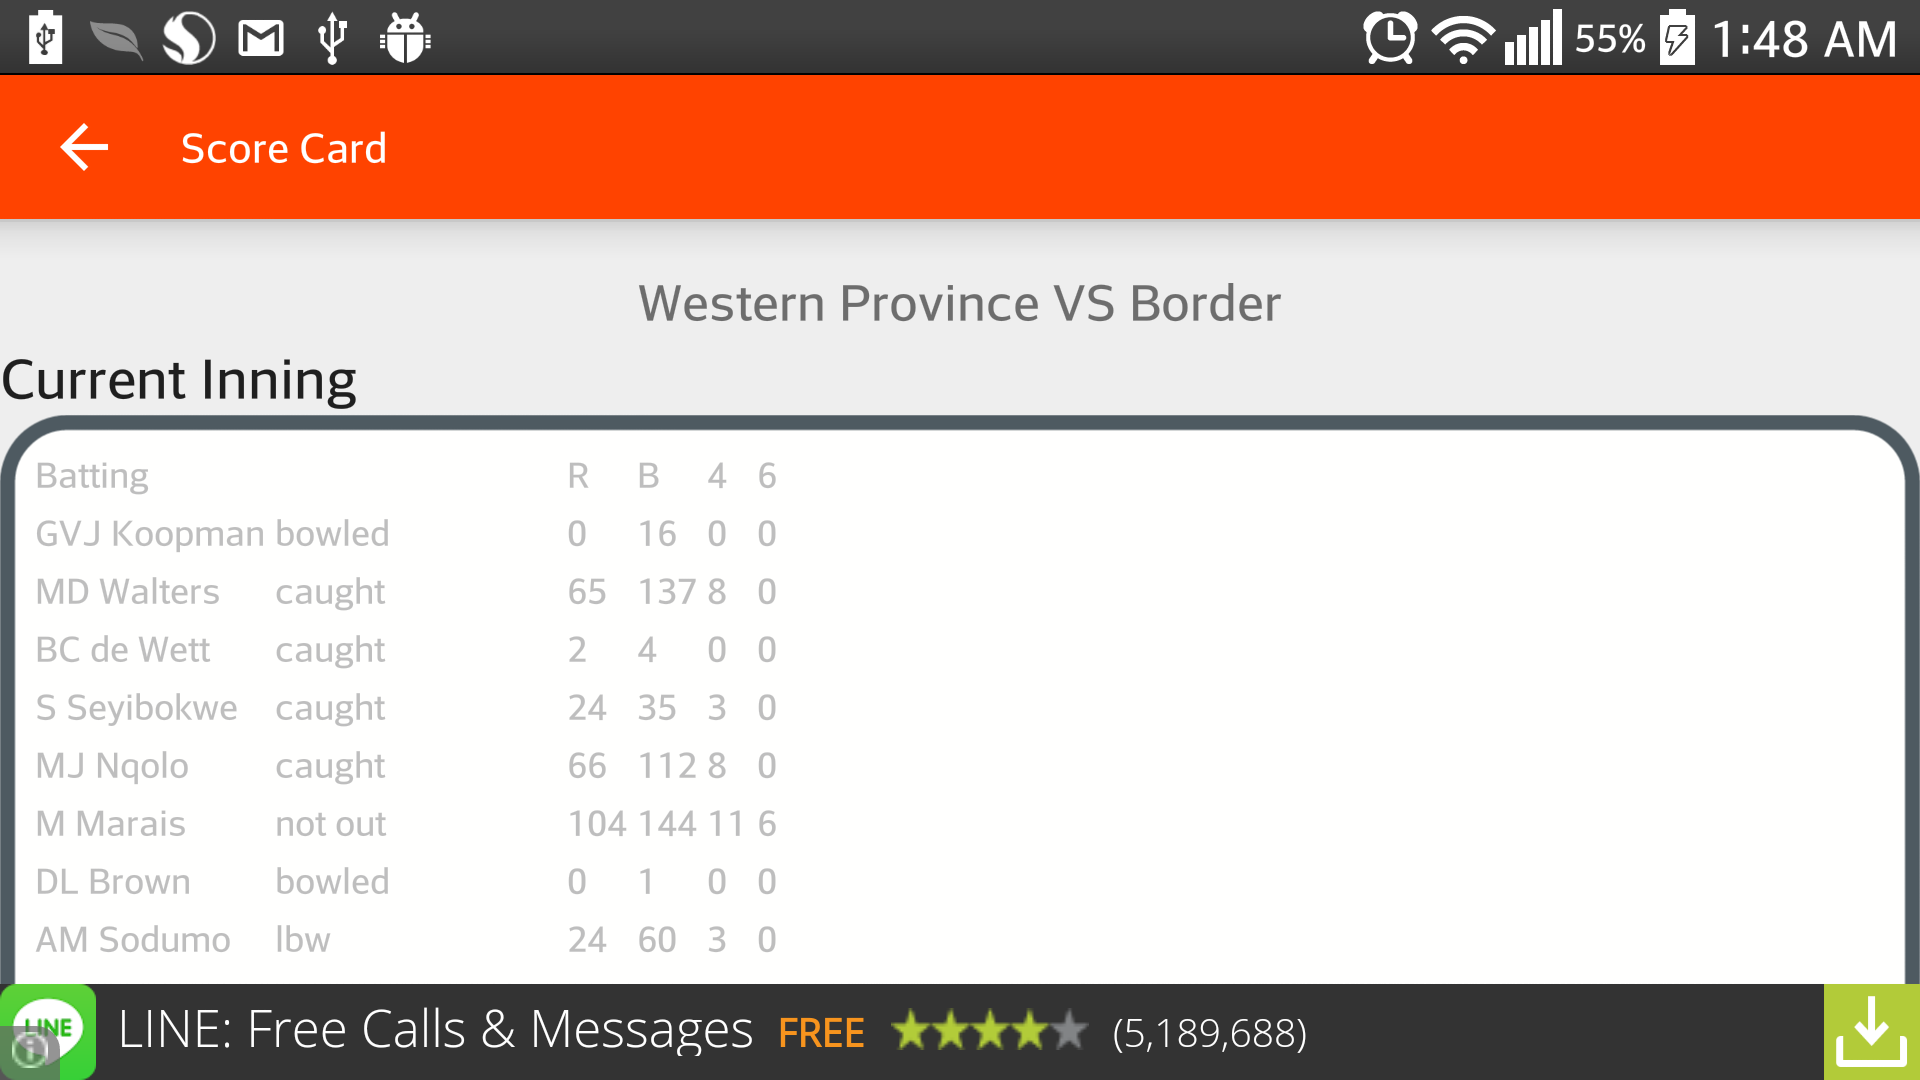 55% 1:48 AM
Score Card
Western Province VS Border
Current Inning
Batting R B 4 6
GVJ Koopman bowled 0 16 0 0
MD Walters caught 65 137 8 0
BC de Wett caught 2 4 0 0
S Seyibokwe caught 24 35 3 0
MJ Nqolo caught 66 112 8 0
M Marais not out 104 144 11 6
DL Brown bowled 0 1 0 0
AM Sodumo lbw 24 60 3 0
LINE
LINE: Free Calls & Messages FREE (5,189,688)